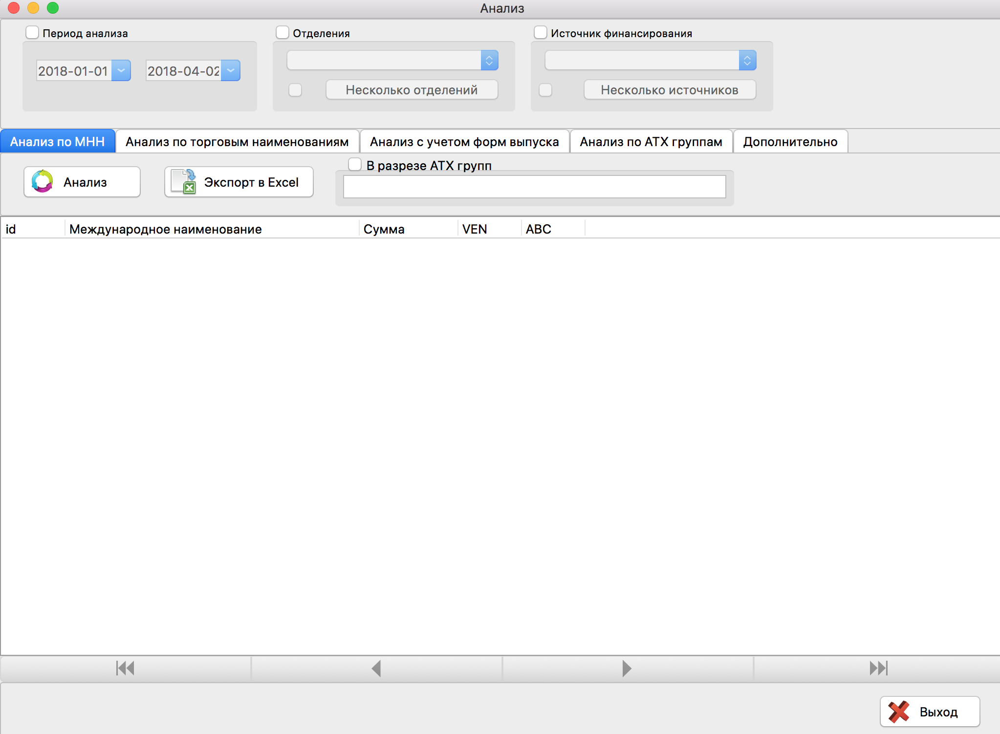 Анализ
Период анализа
Отделения
Источник финансирования
2018-01-01
2018-04-02
Несколько отделений
Несколько источников
Анализ по МНН
Анализ по торговым наименованиям
Анализ с учетом форм выпуска
Анализ по АТХ группам
Дополнительно
Анализ
Экспорт в Excel
В разрезе АТХ групп
id
Международное наименование
Сумма
VEN
ABC
Выход